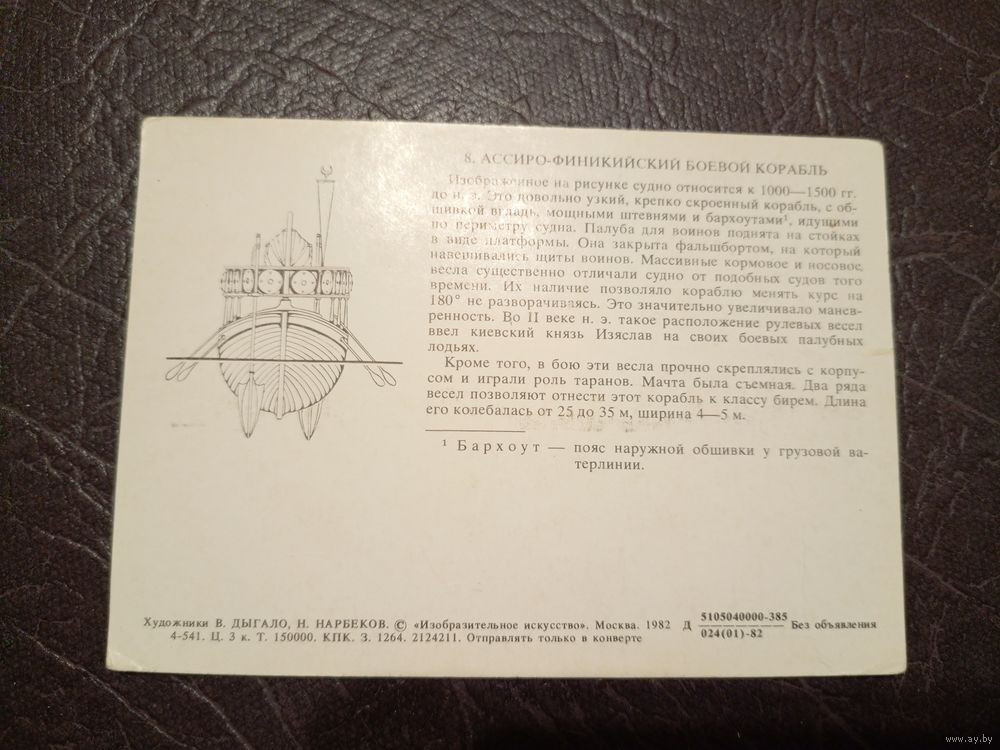 8. АССИРО-ФИНИКИЙСКИЙ БОЕВОЙ КОРАБЛЬ
Изображенное на рисунке судно относится к 1000—1500 гг.
до н. э. Это довольно узкий, крепко скроенный корабль, с об-
шивкой вгладь, мощными штевнями и бархоутами¹, идущими
по периметру судна. Палуба для воинов поднята на стойках
в виде платформы. Она закрыта фальшбортом, на который
навешивались щиты воинов. Массивные кормовое и носовое
весла существенно отличали судно от подобных судов того
времени. Их наличие позволяло кораблю менять курс на
180° не разворачиваясь. Это значительно увеличивало манев-
ренность. Во II веке н. э. такое расположение рулевых весел
ввел киевский князь Изяслав на своих боевых палубных
лодьях.
Кроме того, в бою эти весла прочно скреплялись с корпу-
сом и играли роль таранов. Мачта была съемная. Два ряда
весел позволяют отнести этот корабль к классу бирем. Длина
его колебалась от 25 до 35 м, ширина 4—5 м.
¹ Бархоут — пояс наружной обшивки у грузовой ва-
терлинии.
Художники В. ДЫГАЛО, Н. НАРБЕКОВ. © «Изобразительное искусство». Москва. 1982 Д 5105040000-385 Без объявления
024(01)-82
4-541. Ц. 3 к. Т. 150000. КПК. З. 1264. 2124211. Отправлять только в конверте
www.ay.by